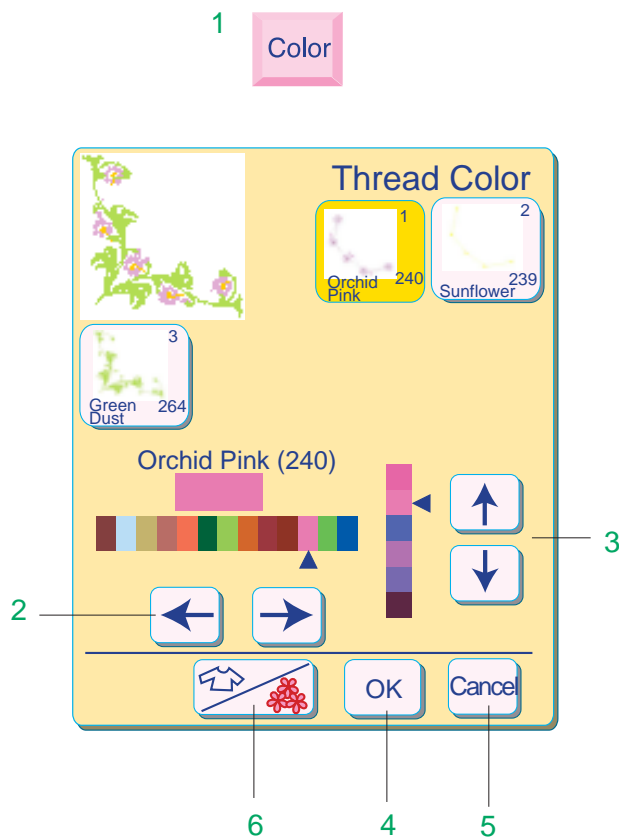 1
Color
Thread Color
1
Orchid
Pink
240
2
Sunflower
239
3
Green
Dust
264
Orchid Pink (240)
3
2
OK
Cancel
6
4
5